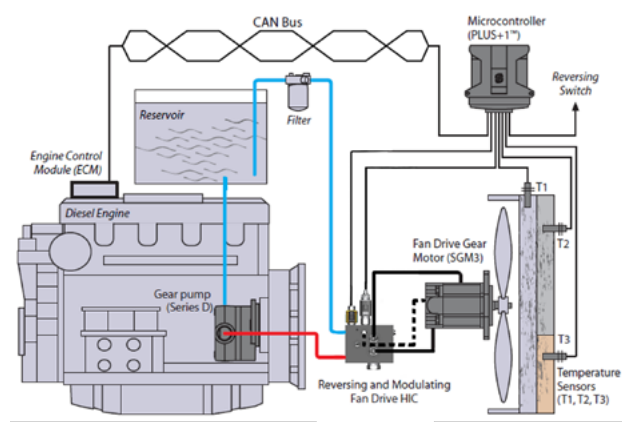 CAN Bus
Microcontroller
(PLUS+1™)
Reversing
Switch
Reservoir
Filter
Engine Control
Module (ECM)
Diesel Engine
T1
T2
Fan Drive Gear
Motor (SGM3)
Gear pump
(Series D)
T3
Reversing and Modulating
Fan Drive HIC
Temperature
Sensors
(T1, T2, T3)